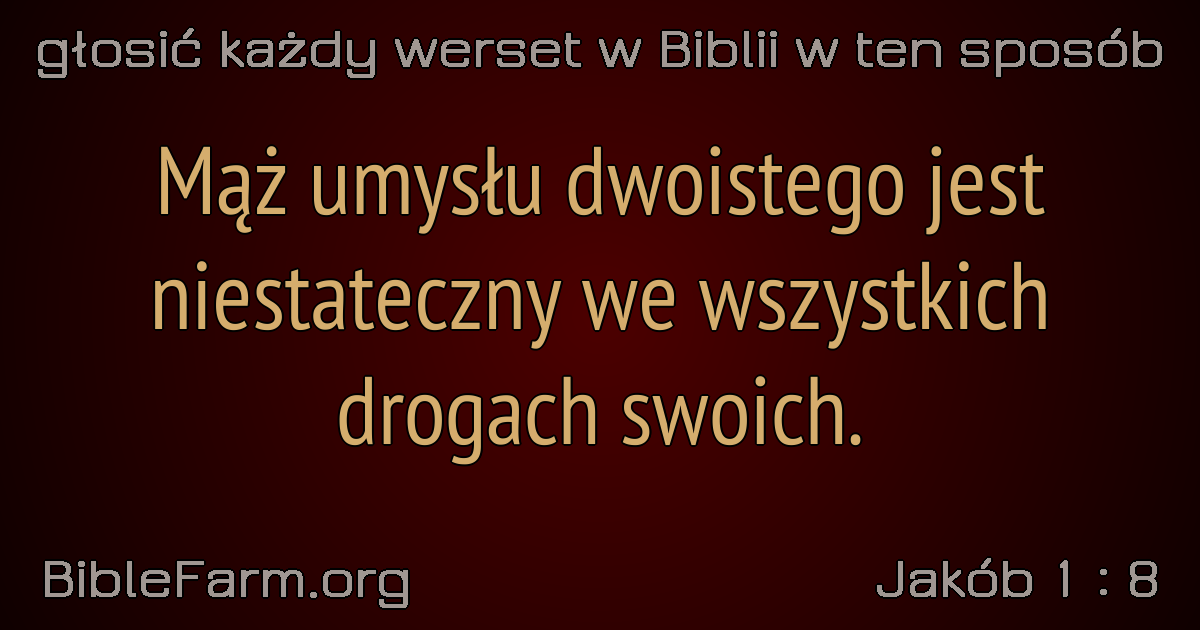 głosić każdy werset w Biblii w ten sposób
Mąż umysłu dwoistego jest
niestateczny we wszystkich
drogach swoich.
BibleFarm.org
Jakób 1 : 8